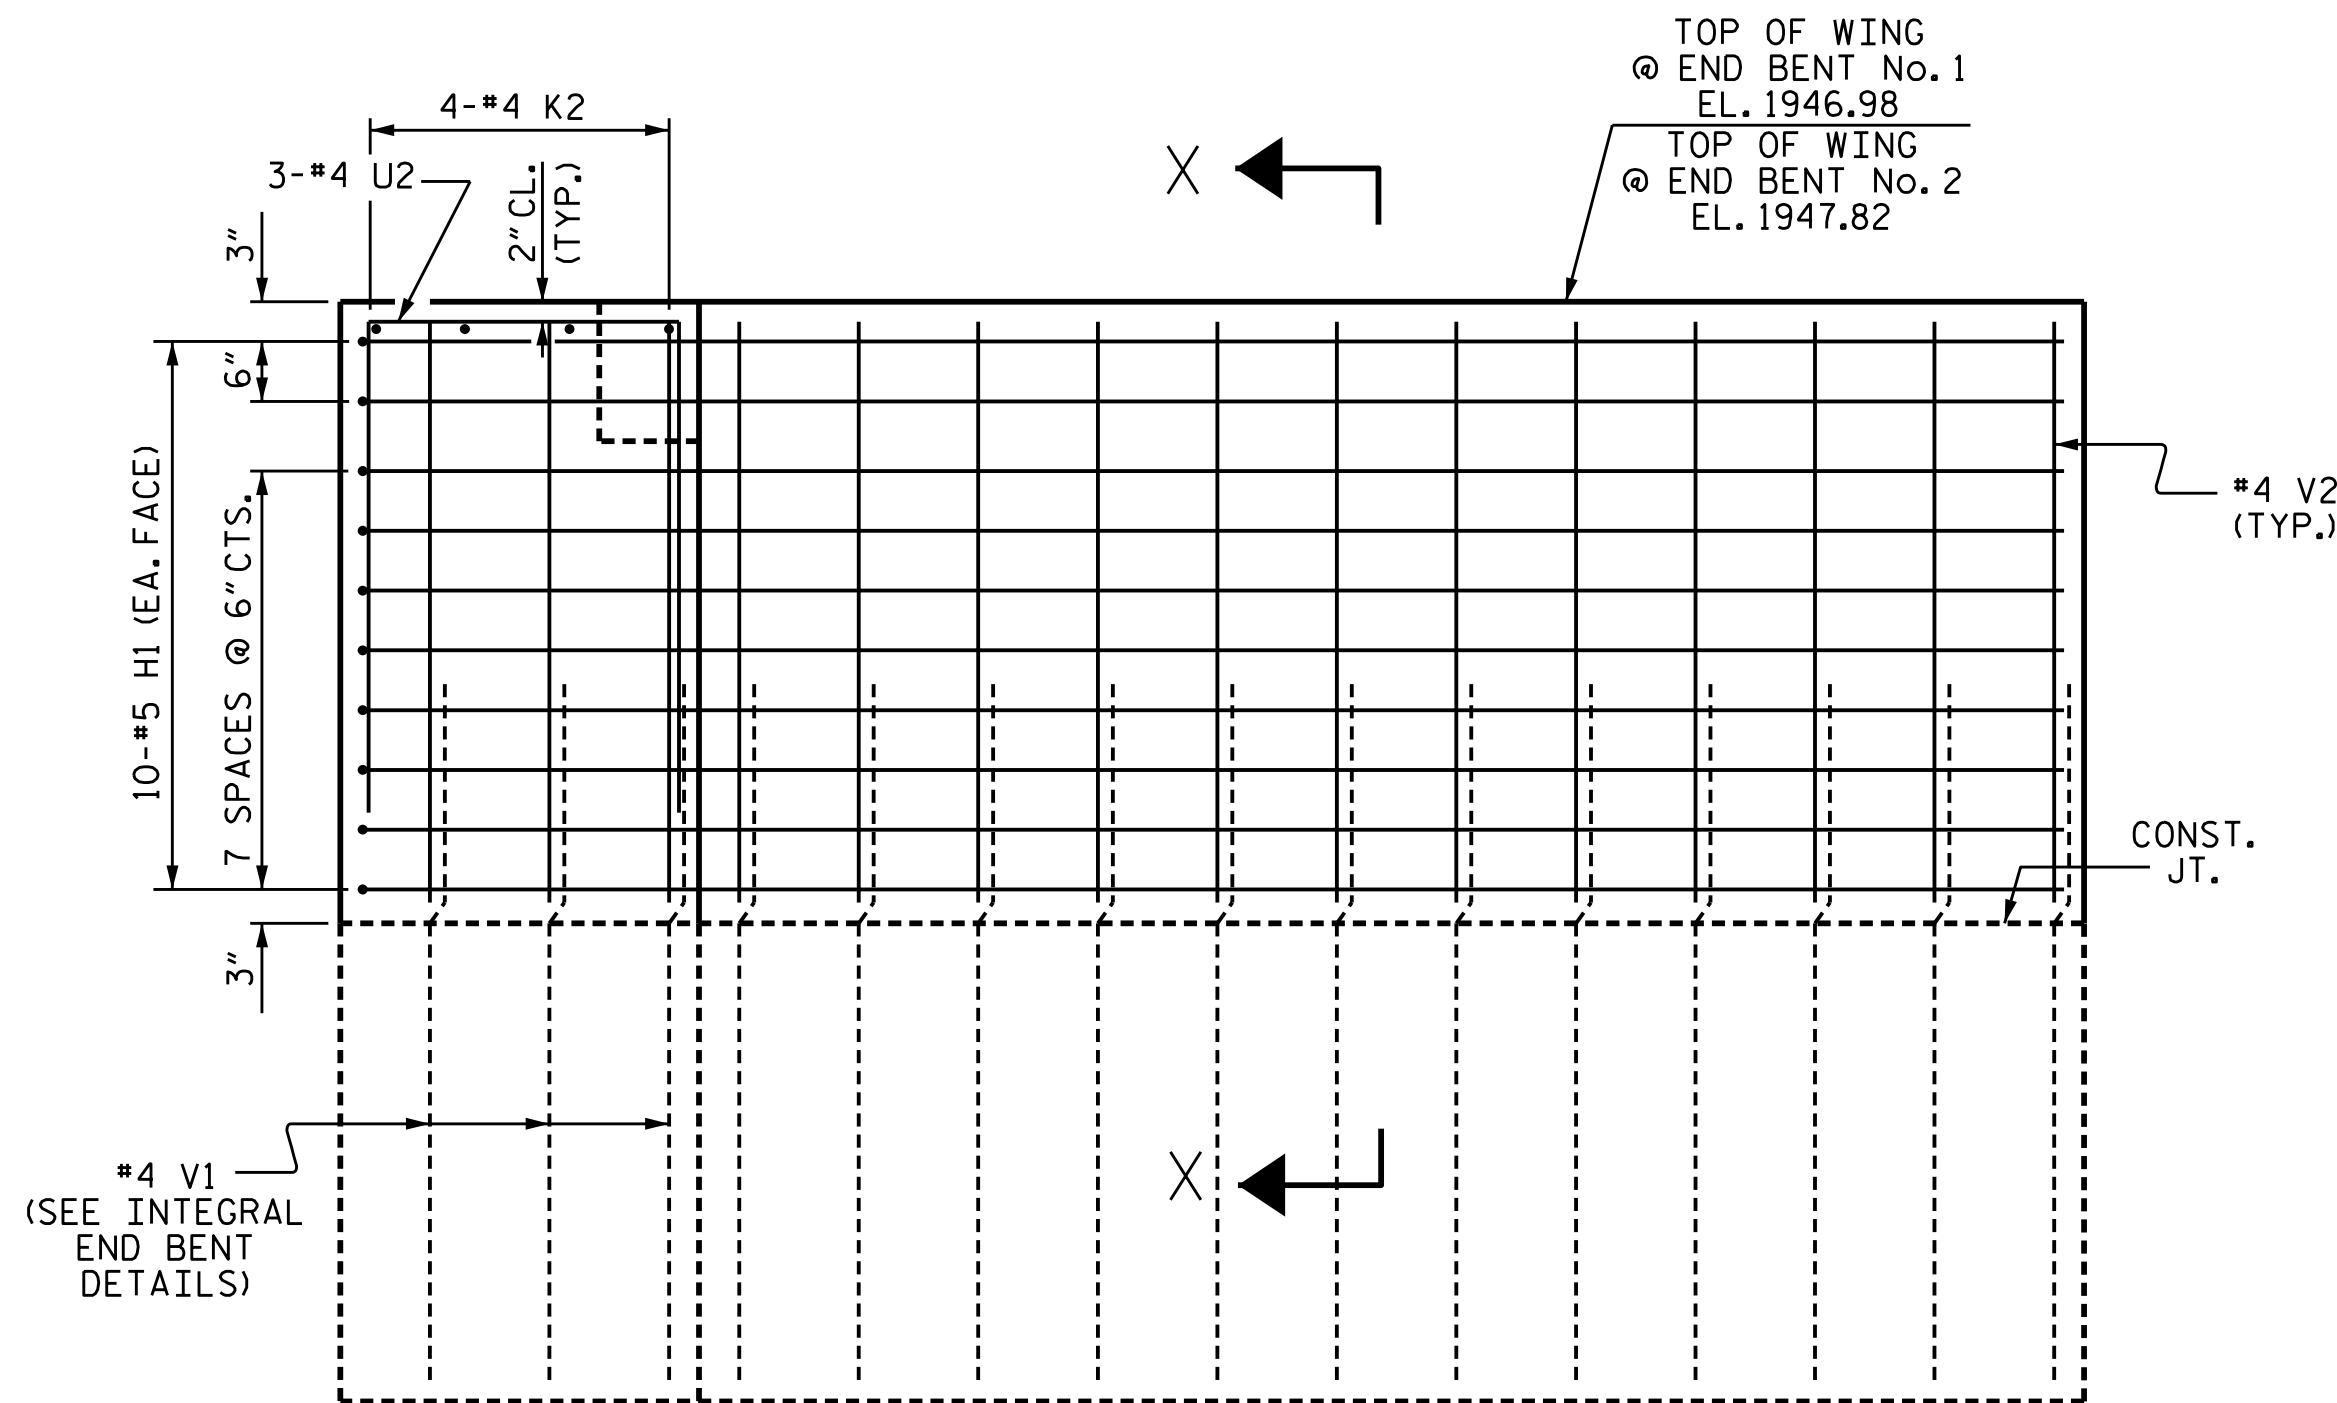 TOP OF WING
@ END BENT No. 1
EL. 1946.98
TOP OF WING
@ END BENT No. 2
EL. 1947.82
4-#4 K2
3-#4 U2
2"CL.
(TYP.)
X
3"
6"
10-#5 H1 (EA. FACE)
7 SPACES @ 6"CTS.
#4 V2
(TYP.)
CONST.
JT.
3"
#4 V1
(SEE INTEGRAL
END BENT
DETAILS)
X